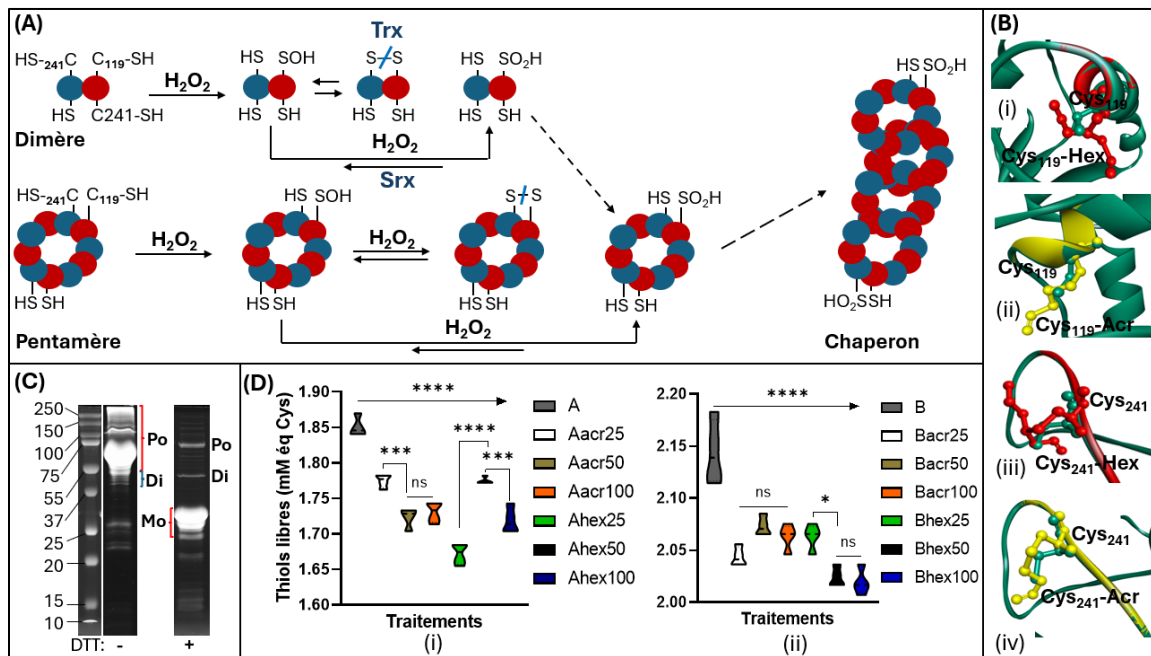 (A)
Trx
HS-241C C119-SH
HS SOH
S S
HS SO2H
H2O2
HS C241-SH
HS SH
HS SH
HS SH
Dimère
H2O2
Srx
HS-241C C119-SH
HS SOH
S S
HS SO2H
H2O2
H2O2
HS SH
HS SH
HS SH
HS SH
H2O2
Pentamère
HS SO2H
HO2S SH
Chaperon
(B)
Cys119
(i)
Cys119-Hex
Cys119
(ii)
Cys119-Acr
Cys241
Cys241-Hex
(iii)
Cys241
Cys241-Acr
(iv)
(C)
250
150
100
75
55
37
25
20
15
10
Po
Di
Mo
Po
Di
DTT: - +
(D)
Thiols libres (mM éq Cys)
1.90
1.85
1.80
1.75
1.70
1.65
1.60
****
***
ns
****
***
Traitements
(i)
A
Aacr25
Aacr50
Aacr100
Ahex25
Ahex50
Ahex100
2.20
2.15
2.10
2.05
2.00
****
ns
*
ns
Traitements
(ii)
B
Bacr25
Bacr50
Bacr100
Bhex25
Bhex50
Bhex100